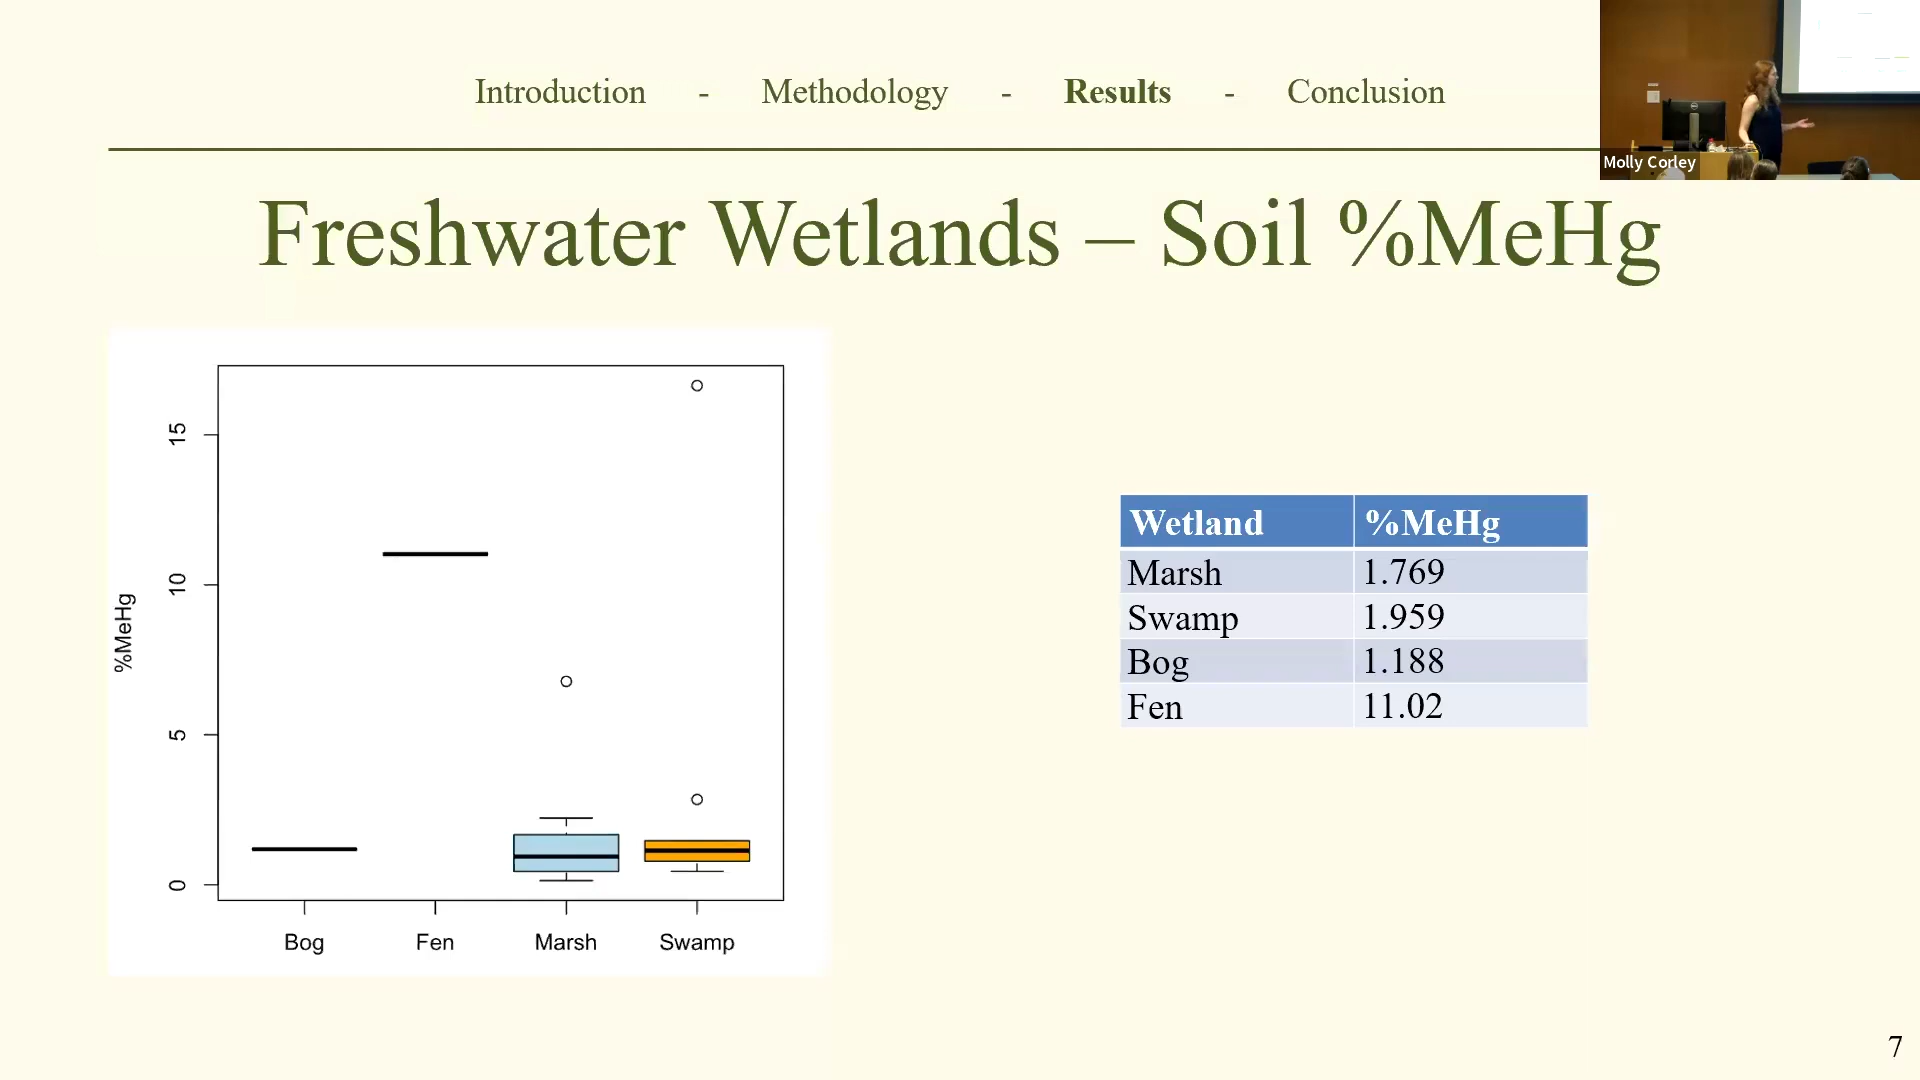 Introduction - Methodology - Results - Conclusion
Molly Corley
Freshwater Wetlands – Soil %MeHg
%MeHg
15
10
5
0
Bog Fen Marsh Swamp
Wetland %MeHg
Marsh 1.769
Swamp 1.959
Bog 1.188
Fen 11.02
7